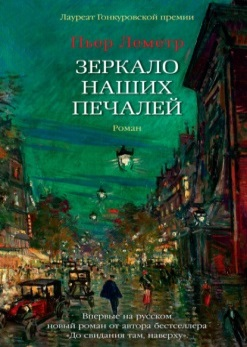 Лауреат Гонкуровской премии
Пьер Леметр
ЗЕРКАЛО
НАШИХ
ПЕЧАЛЕЙ
Роман
Впервые на русском
новый роман от автора бестселлера
«До свидания там, наверху».